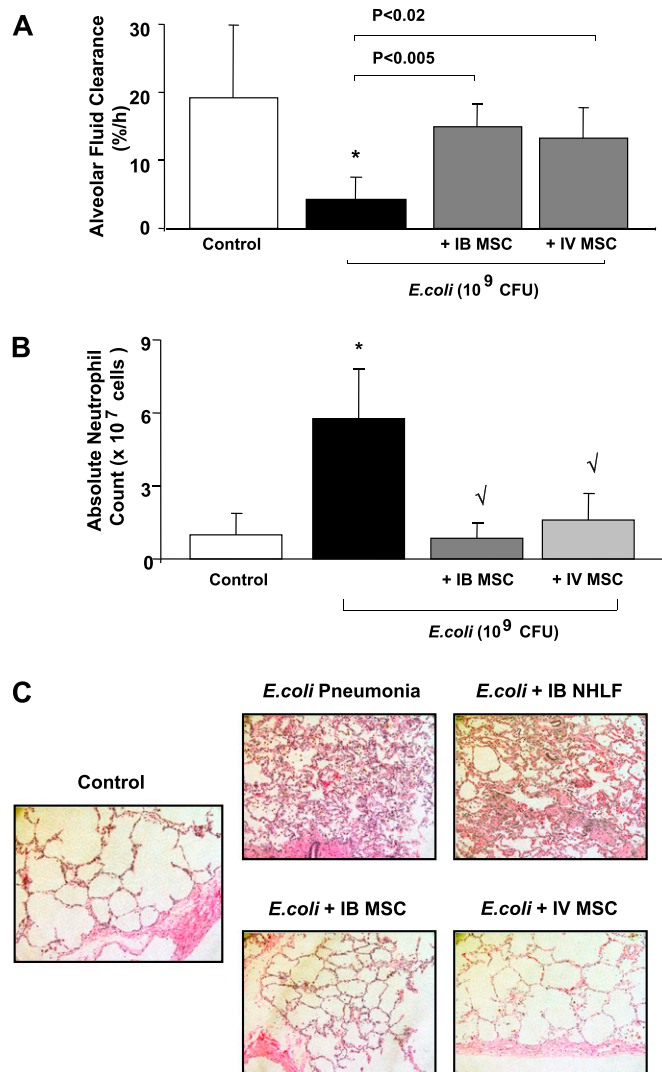 A
Alveolar Fluid Clearance
(%/h)
30
20
10
0
P<0.02
P<0.005
*
Control
+ IB MSC
+ IV MSC
E.coli (10^9 CFU)
B
Absolute Neutrophil
Count (x 10^7 cells )
9
6
3
0
*
√
√
Control
+ IB MSC
+ IV MSC
E.coli (10^9 CFU)
C
Control
E.coli Pneumonia
E.coli + IB NHLF
E.coli + IB MSC
E.coli + IV MSC